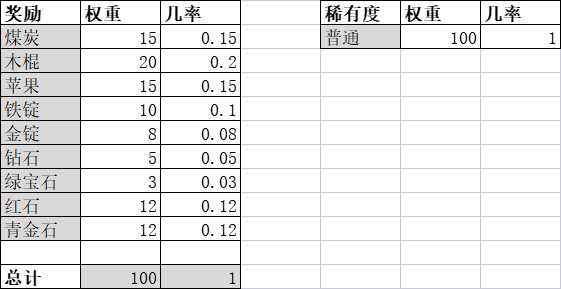 奖励 权重 几率 稀有度 权重 几率
煤炭 15 0.15 普通 100 1
木棍 20 0.2
苹果 15 0.15
铁锭 10 0.1
金锭 8 0.08
钻石 5 0.05
绿宝石 3 0.03
红石 12 0.12
青金石 12 0.12
总计 100 1